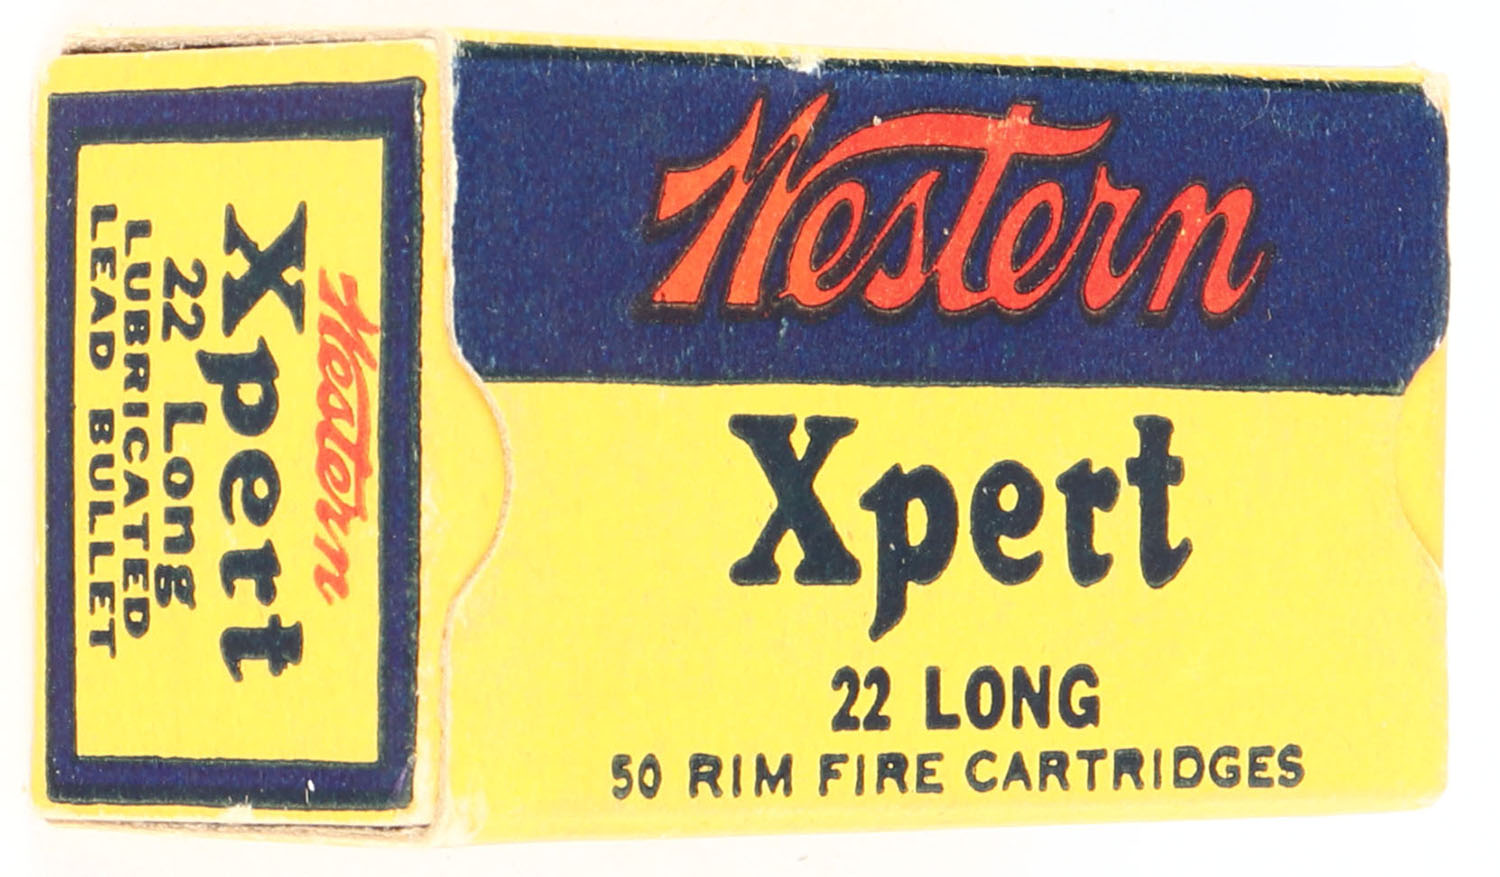 Western
Xpert
22 LONG
50 RIM FIRE CARTRIDGES
Western
Xpert
22 Long
LUBRICATED
LEAD BULLET